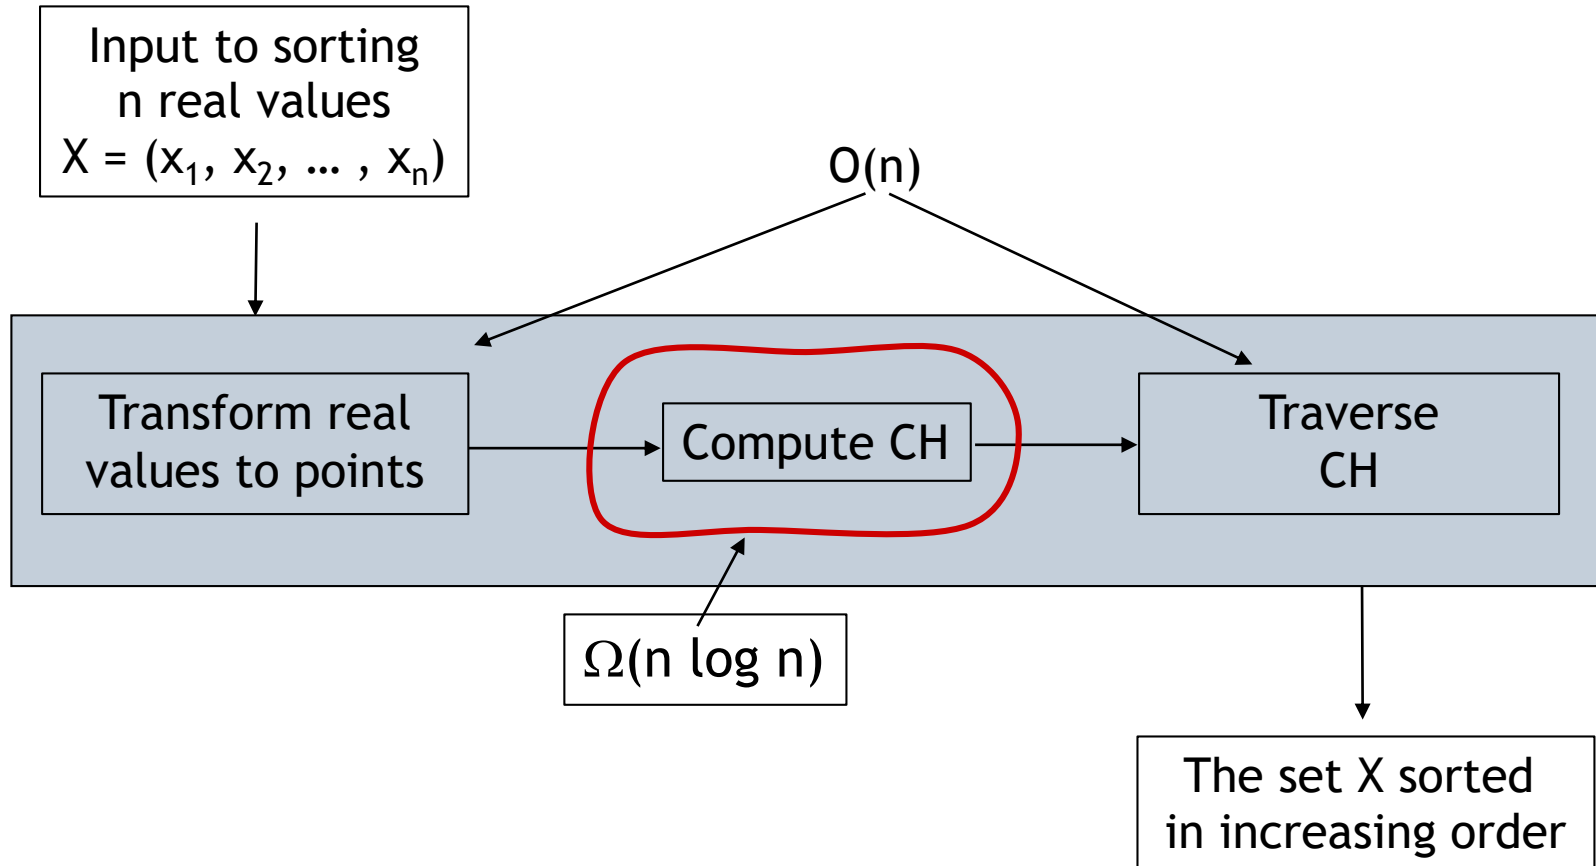 Input to sorting
n real values
X = (x₁, x₂, … , xₙ)
O(n)
Transform real
values to points
Compute CH
Traverse
CH
Ω(n log n)
The set X sorted
in increasing order